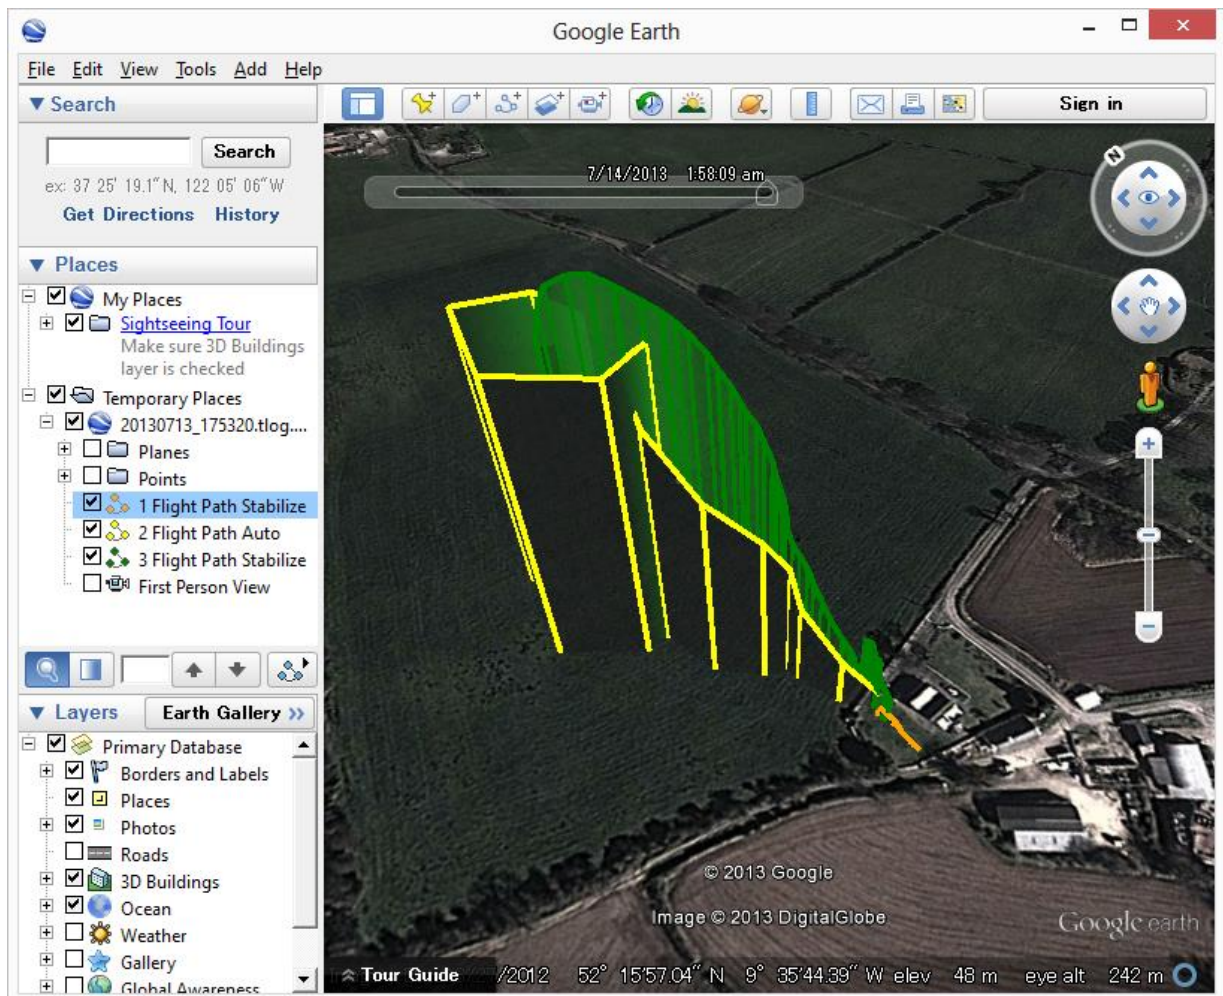 Google Earth
File Edit View Tools Add Help
Search
Sign in
Search
ex: 37 25' 19.1" N, 122 05' 06" W
Get Directions History
7/14/2013 1:58:09 am
N
Places
My Places
Sightseeing Tour
Make sure 3D Buildings
layer is checked
Temporary Places
20130713_175320.tlog....
Planes
Points
1 Flight Path Stabilize
2 Flight Path Auto
3 Flight Path Stabilize
First Person View
Layers
Earth Gallery >>
Primary Database
Borders and Labels
Places
Photos
Roads
3D Buildings
Ocean
Weather
Gallery
Global Awareness
© 2013 Google
Image © 2013 DigitalGlobe
Google earth
Tour Guide /2012 52° 15'57.04" N 9° 35'44.39" W elev 48 m eye alt 242 m